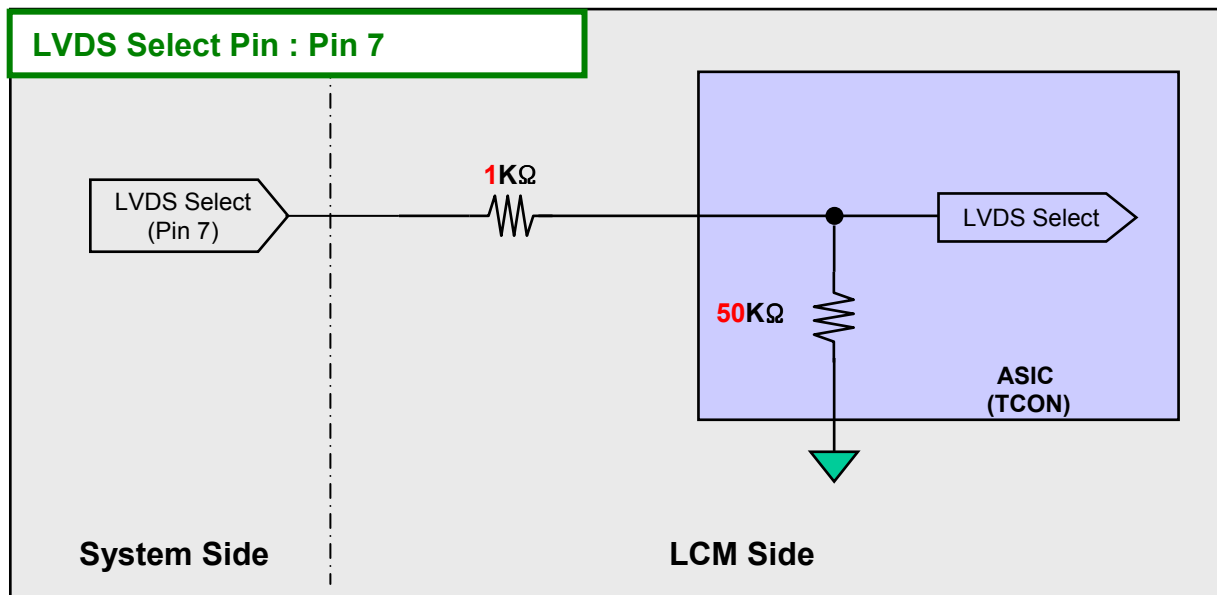 LVDS Select Pin : Pin 7
LVDS Select
(Pin 7)
1KΩ
LVDS Select
50KΩ
ASIC
(TCON)
System Side
LCM Side